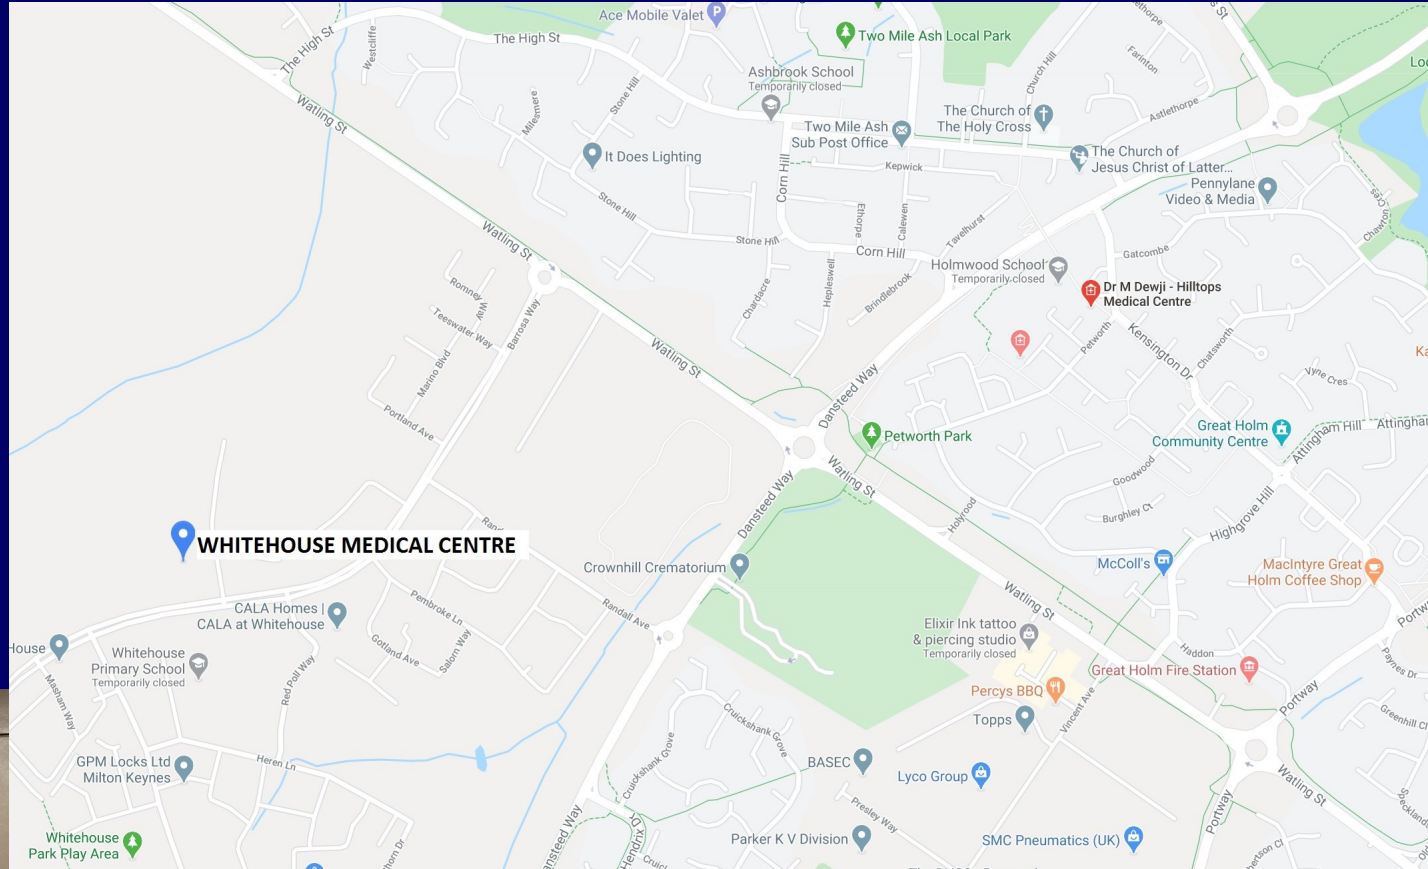 Ace Mobile Valet
The High St
The High St
Westcliffe
Two Mile Ash Local Park
Farinton
Church Hill
Ashbrook School
Temporarily closed
Stone Hill
Milesmere
Watling St
Astlethorpe
The Church of
The Holy Cross
Two Mile Ash
Sub Post Office
It Does Lighting
The Church of
Jesus Christ of Latter...
Kepwick
Corn Hill
Pennylane
Video & Media
Stone Hill
Ethorpe
Calewen
Tavelhurst
Chawton
Cres
Watling St
Stone Hill
Corn Hill
Gatcombe
Holmwood School
Temporarily closed
Hepleswell
Brindlebrook
Chardacre
Dr M Dewji - Hilltops
Medical Centre
Romney
Way
Teeswater Way
Barrosa Way
Petworth
Kensington Dr
Chatsworth
Watling St
Marino Blvd
Vyne Cres
Dansteed Way
Portland Ave
Petworth Park
Great Holm
Community Centre
Attingham Hill
Goodwood
Watling St
Dansteed Way
Burghley Ct
Holyrood
Highgrove Hill
WHITEHOUSE MEDICAL CENTRE
Crownhill Crematorium
McColl's
MacIntyre Great
Holm Coffee Shop
CALA Homes |
CALA at Whitehouse
Pembroke Ln
Randall Ave
Watling St
Elixir Ink tattoo
& piercing studio
Temporarily closed
Gotland Ave
Salorn Way
Haddon
Whitehouse
Primary School
Temporarily closed
Red Poll Way
Great Holm Fire Station
Paynes Dr
Masham Way
Percys BBQ
Portway
Topps
Vincent Ave
Cruickshank Grove
Cruickshank Grove
Greenhill Cl
GPM Locks Ltd
Milton Keynes
Heren Ln
BASEC
Lyco Group
Watling St
Portway
Presley Way
Whitehouse
Park Play Area
Parker K V Division
SMC Pneumatics (UK)
Hendrix Dr